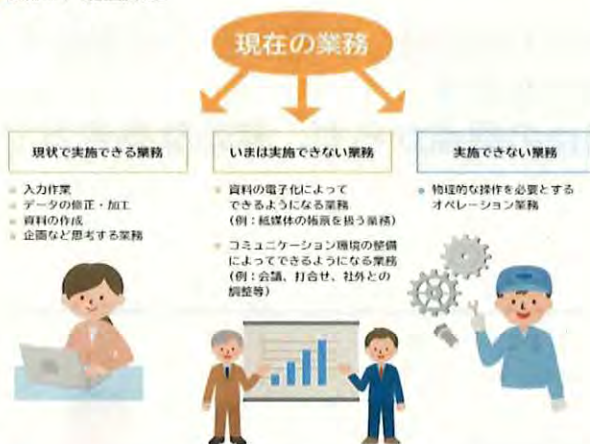 現在の業務
現状で実施できる業務
入力作業
データの修正・加工
資料の作成
企画など思考する業務
いまは実施できない業務
資料の電子化によって
できるようになる業務
(例:紙媒体の帳票を扱う業務)
コミュニケーション環境の整備
によってできるようになる業務
(例:会議、打合せ、社外との
調整等)
実施できない業務
物理的な操作を必要とする
オペレーション業務